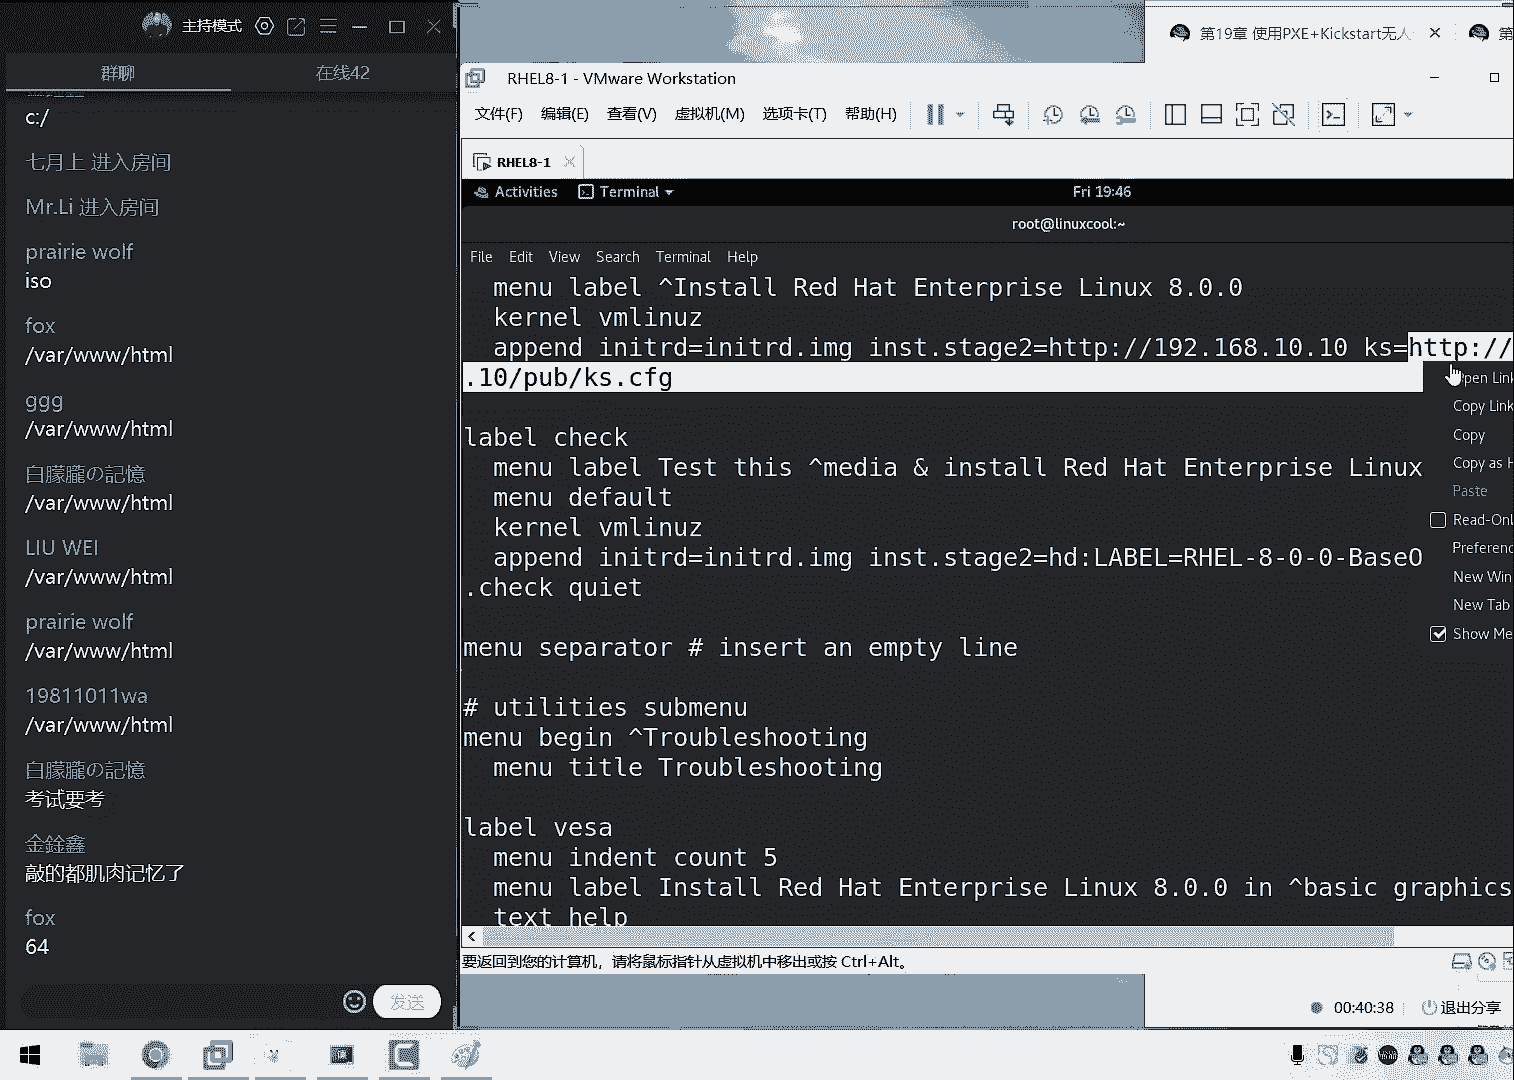 主持模式
群聊
在线42
c:/
七月上 进入房间
Mr.Li 进入房间
prairie wolf
iso
fox
/var/www/html
ggg
/var/www/html
白朦朧の記憶
/var/www/html
LIU WEI
/var/www/html
prairie wolf
/var/www/html
19811011wa
/var/www/html
白朦朧の記憶
考试要考
金銓鑫
敲的都肌肉记忆了
fox
64
发送
第19章 使用PXE+Kickstart无人
第
RHEL8-1 - VMware Workstation
文件(F) 编辑(E) 查看(V) 虚拟机(M) 选项卡(T) 帮助(H)
RHEL8-1
Activities Terminal Fri 19:46
root@linuxcool:~
File Edit View Search Terminal Help
menu label ^Install Red Hat Enterprise Linux 8.0.0
kernel vmlinuz
append initrd=initrd.img inst.stage2=http://192.168.10.10 ks=http://
.10/pub/ks.cfg
label check
menu label Test this ^media & install Red Hat Enterprise Linux
menu default
kernel vmlinuz
append initrd=initrd.img inst.stage2=hd:LABEL=RHEL-8-0-0-BaseO
.check quiet
menu separator # insert an empty line
# utilities submenu
menu begin ^Troubleshooting
menu title Troubleshooting
label vesa
menu indent count 5
menu label Install Red Hat Enterprise Linux 8.0.0 in ^basic graphics
text help
Open Link
Copy Link
Copy
Copy as H
Paste
Read-Onl
Preferenc
New Win
New Tab
Show Me
要返回到您的计算机，请将鼠标指针从虚拟机中移出或按 Ctrl+Alt。
00:40:38
退出分享